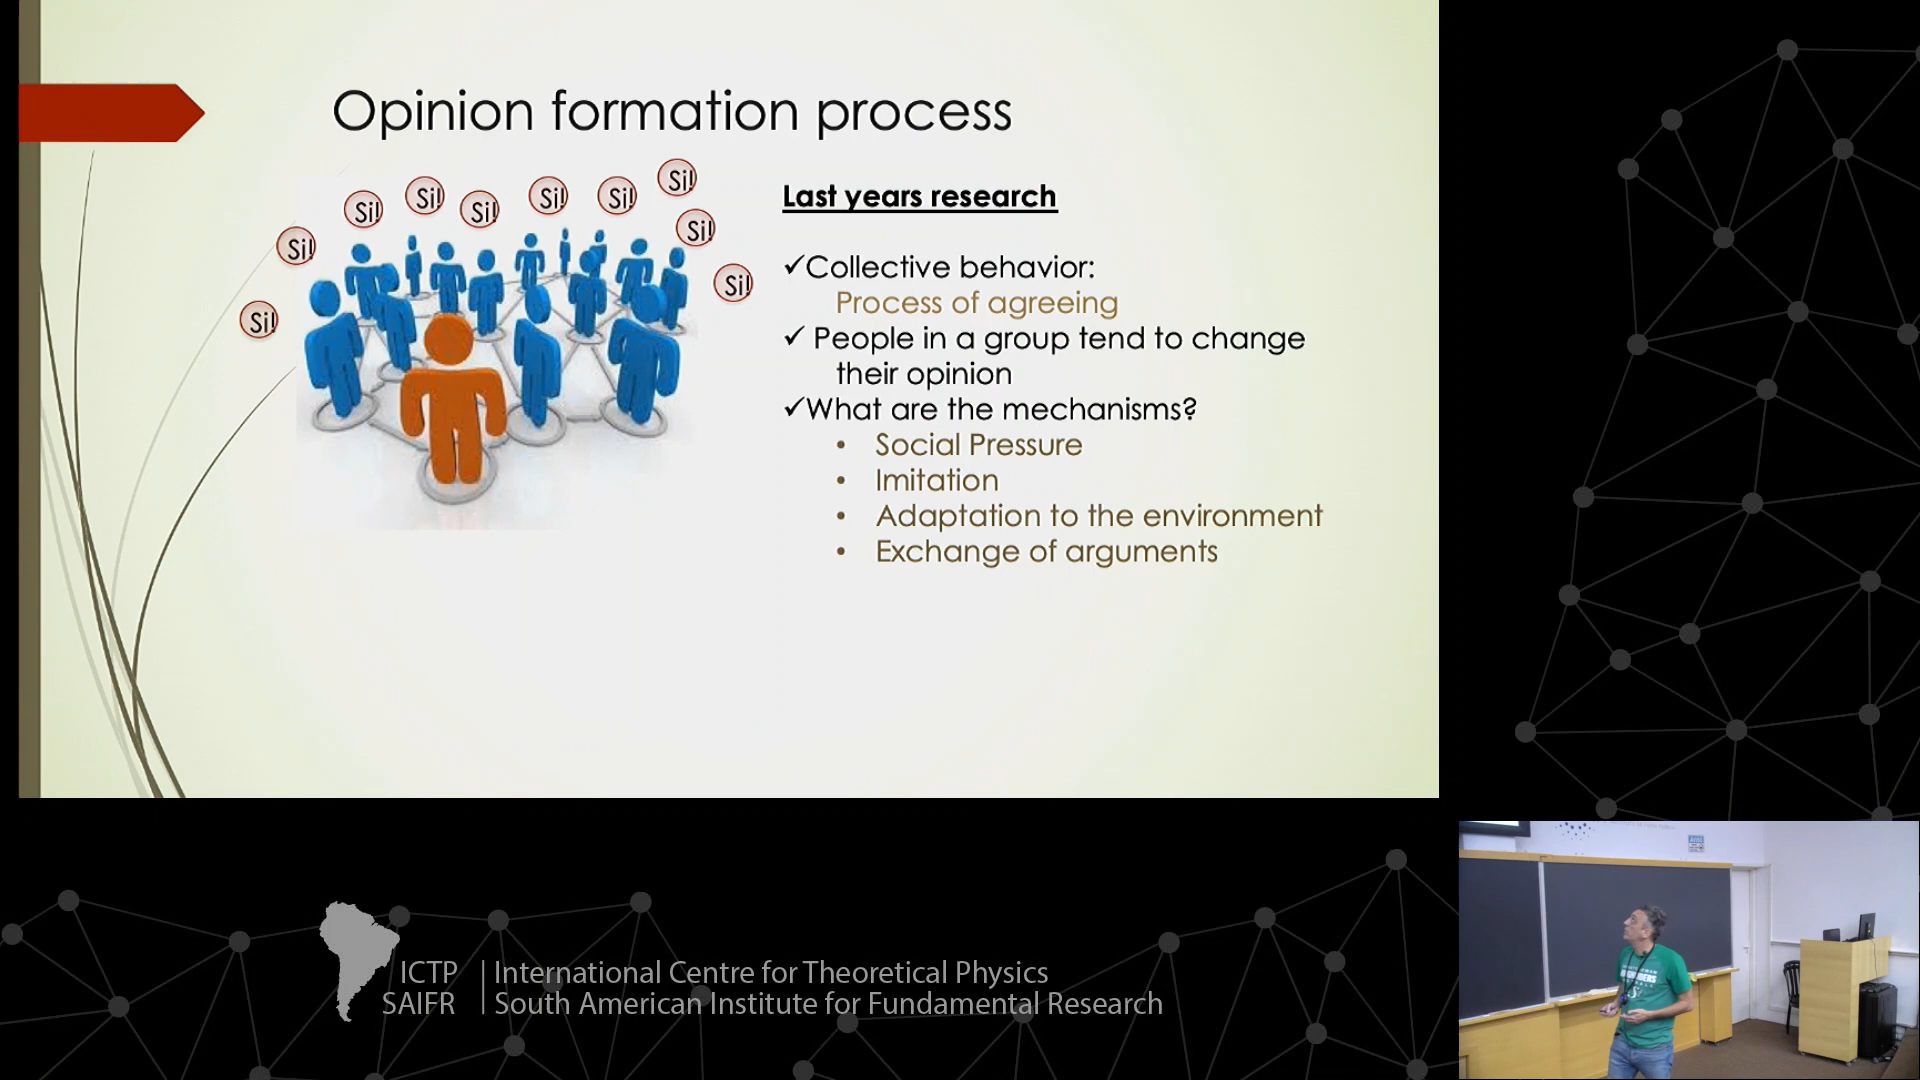 Opinion formation process
Si!
Si!
Si!
Si!
Si!
Si!
Si!
Si!
Si!
Si!
Last years research
✓Collective behavior:
Process of agreeing
✓ People in a group tend to change
their opinion
✓What are the mechanisms?
• Social Pressure
• Imitation
• Adaptation to the environment
• Exchange of arguments
ICTP | International Centre for Theoretical Physics
SAIFR | South American Institute for Fundamental Research